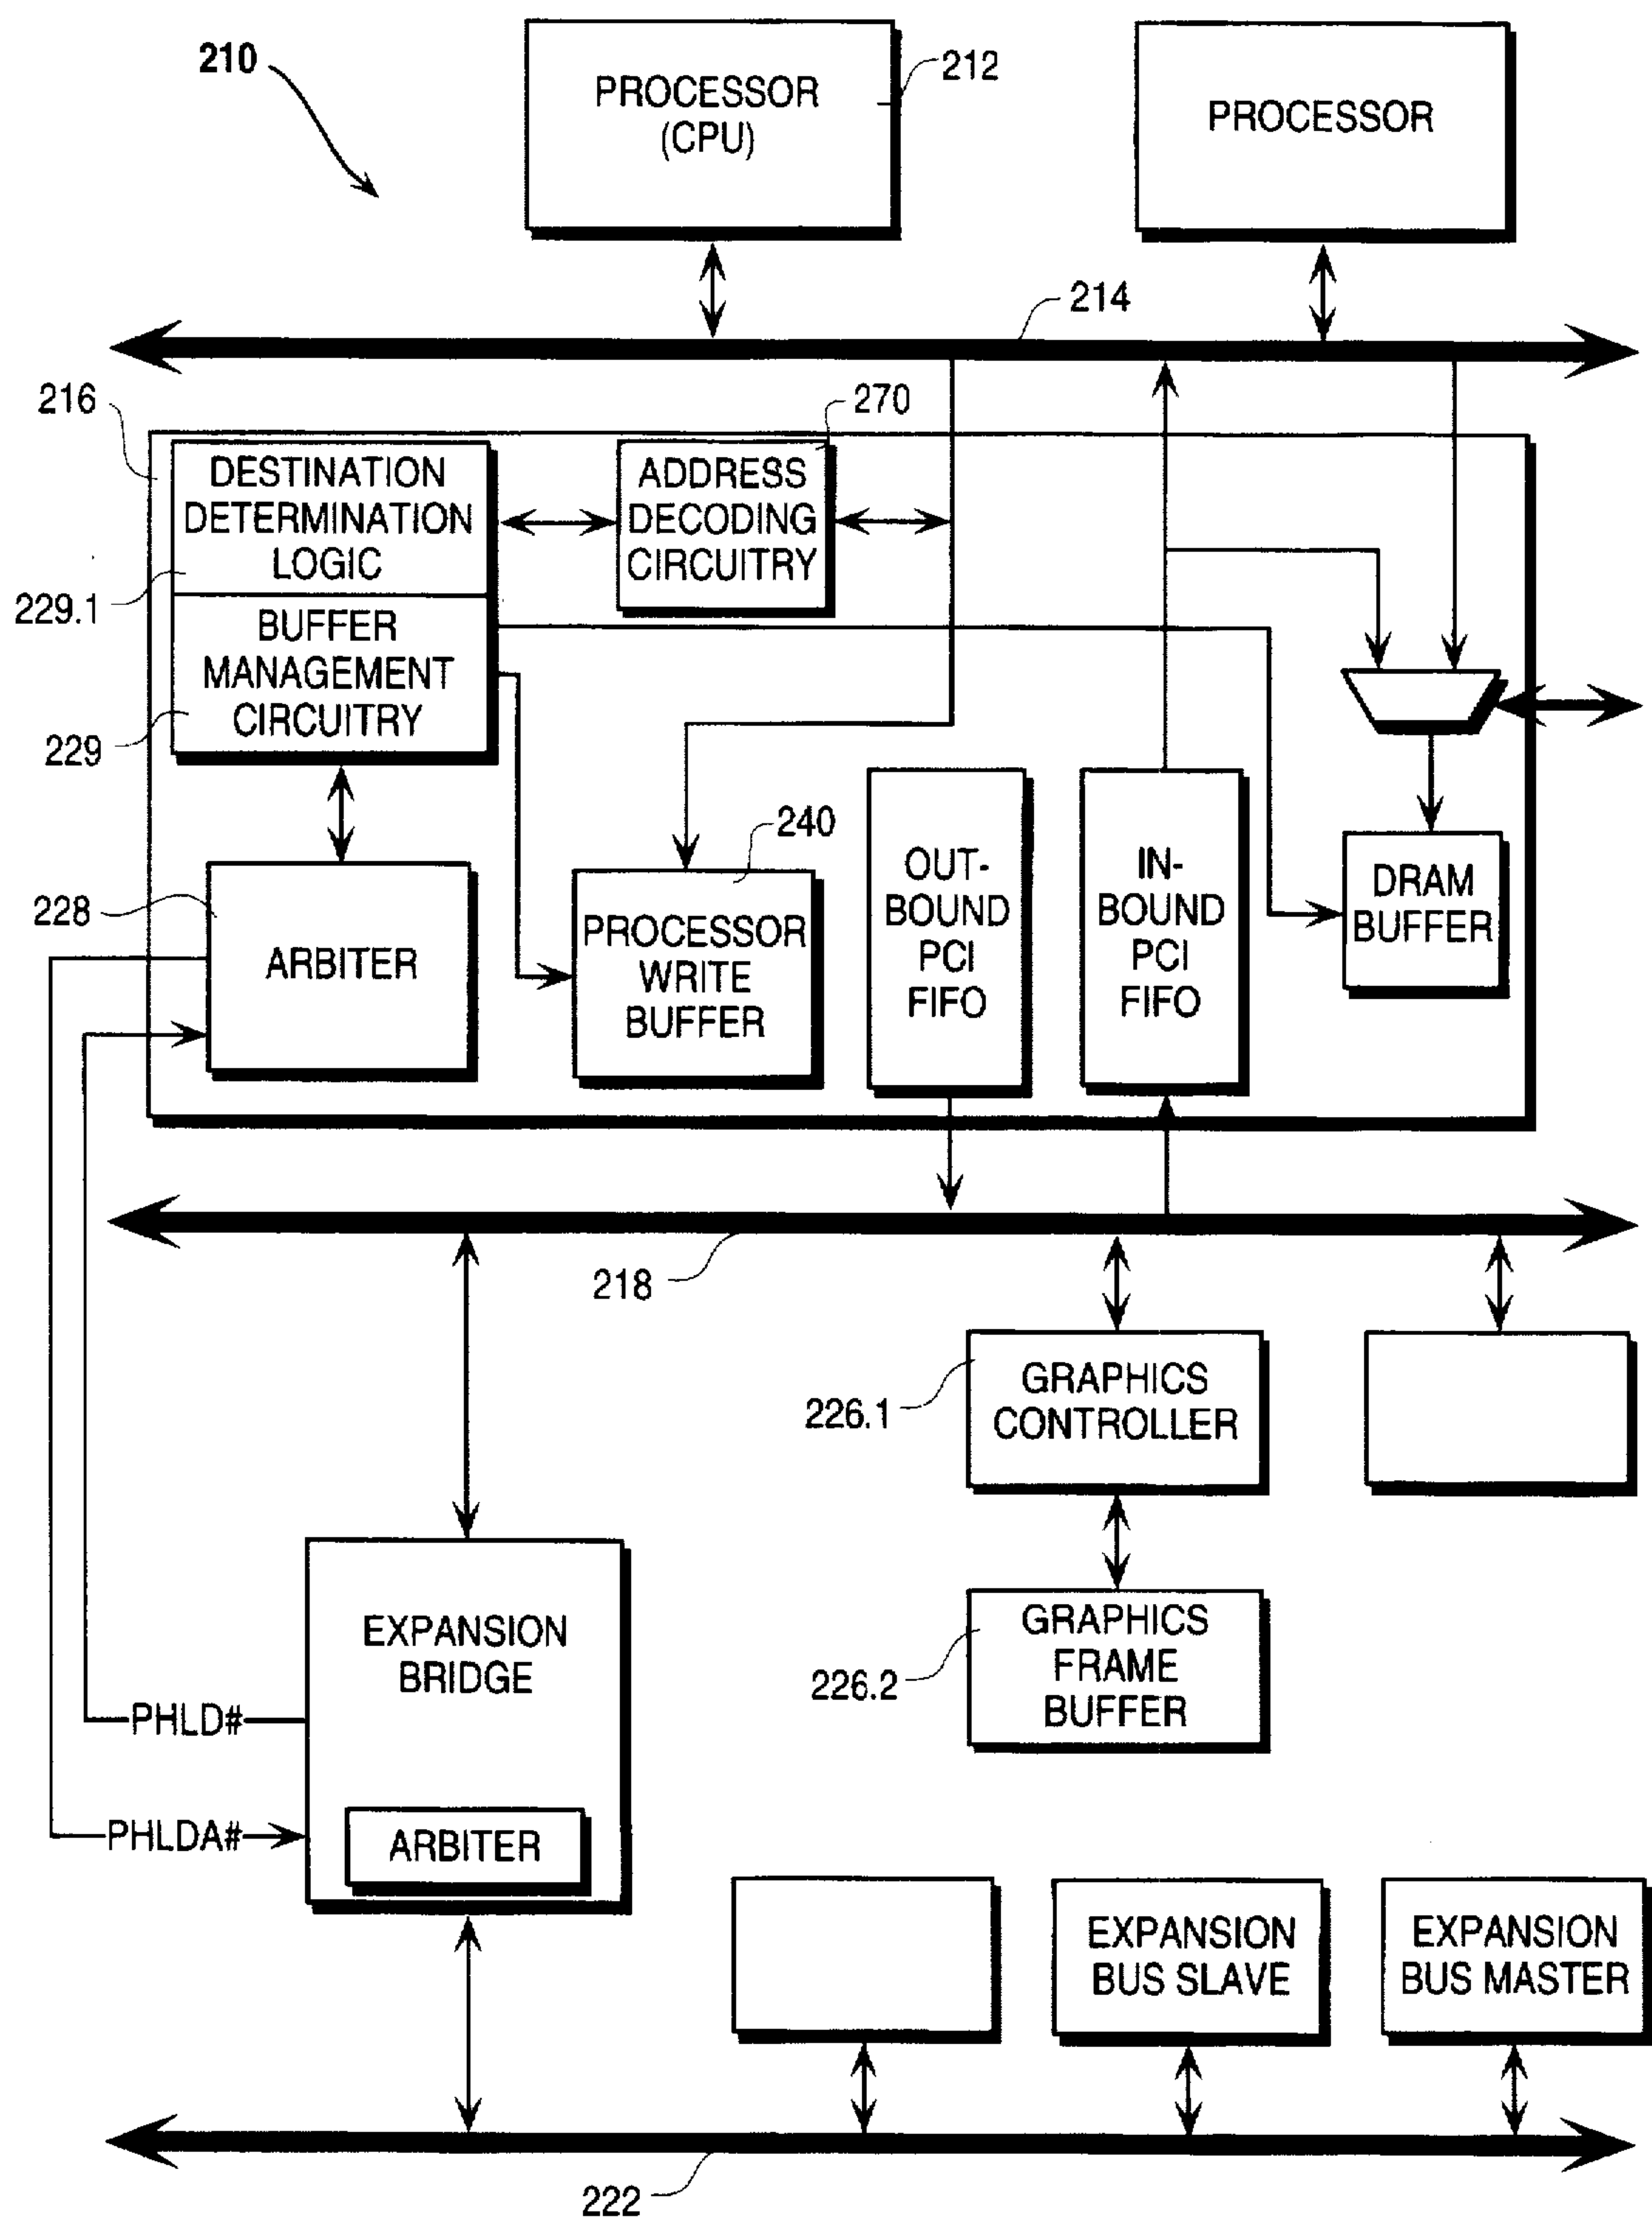 210
PROCESSOR
(CPU)
212
PROCESSOR
214
216
270
DESTINATION
DETERMINATION
LOGIC
ADDRESS
DECODING
CIRCUITRY
229.1
BUFFER
MANAGEMENT
CIRCUITRY
229
240
228
ARBITER
PROCESSOR
WRITE
BUFFER
OUT-
BOUND
PCI
FIFO
IN-
BOUND
PCI
FIFO
DRAM
BUFFER
218
226.1
GRAPHICS
CONTROLLER
EXPANSION
BRIDGE
226.2
GRAPHICS
FRAME
BUFFER
PHLD#
PHLDA#
ARBITER
EXPANSION
BUS SLAVE
EXPANSION
BUS MASTER
222